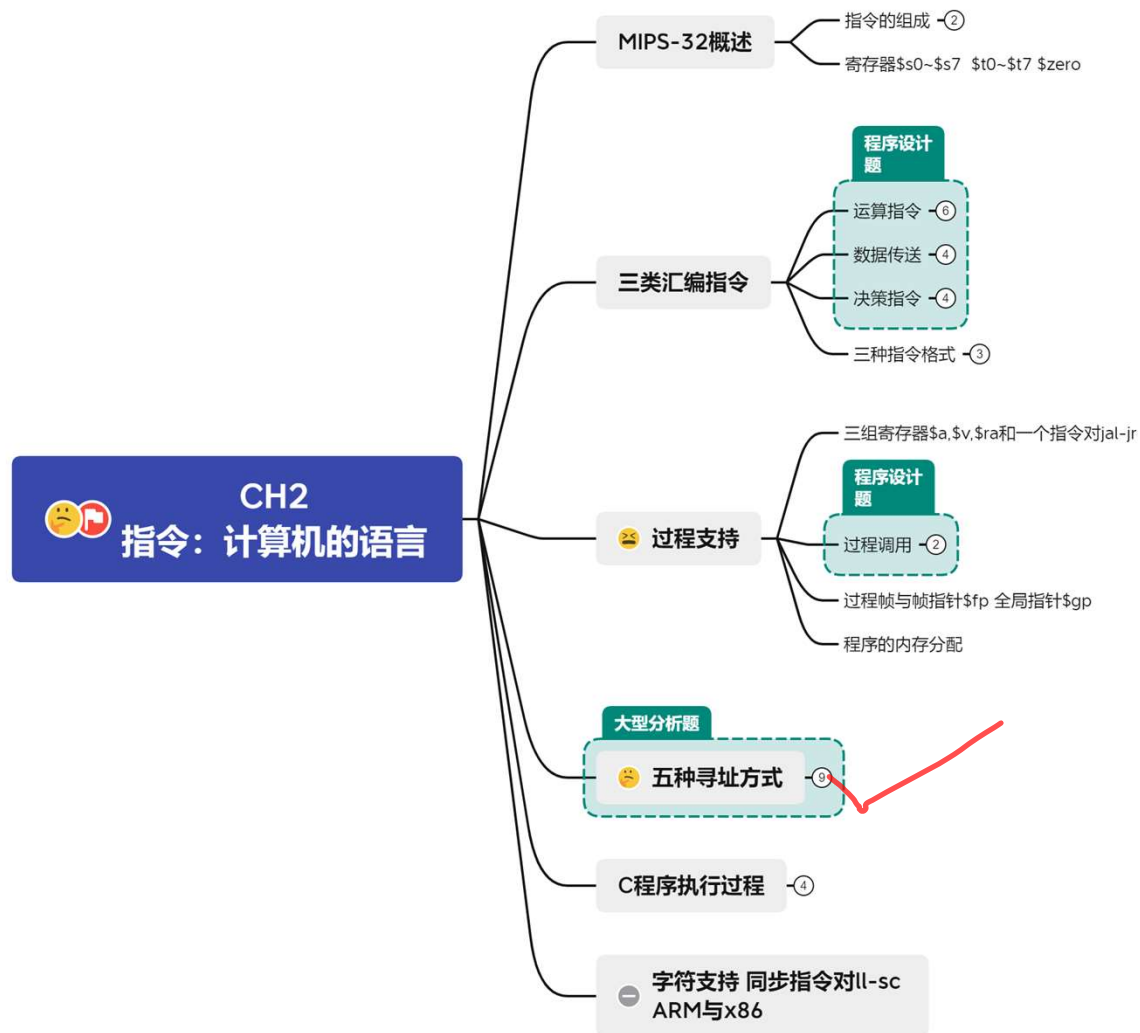 MIPS-32概述
指令的组成 2
寄存器$s0~$s7 $t0~$t7 $zero
程序设计
题
三类汇编指令
运算指令 6
数据传送 4
决策指令 4
三种指令格式 3
CH2
指令：计算机的语言
过程支持
三组寄存器$a,$v,$ra和一个指令对jal-jr
程序设计
题
过程调用 2
过程帧与帧指针$fp 全局指针$gp
程序的内存分配
大型分析题
五种寻址方式 9
C程序执行过程 4
字符支持 同步指令对ll-sc
ARM与x86